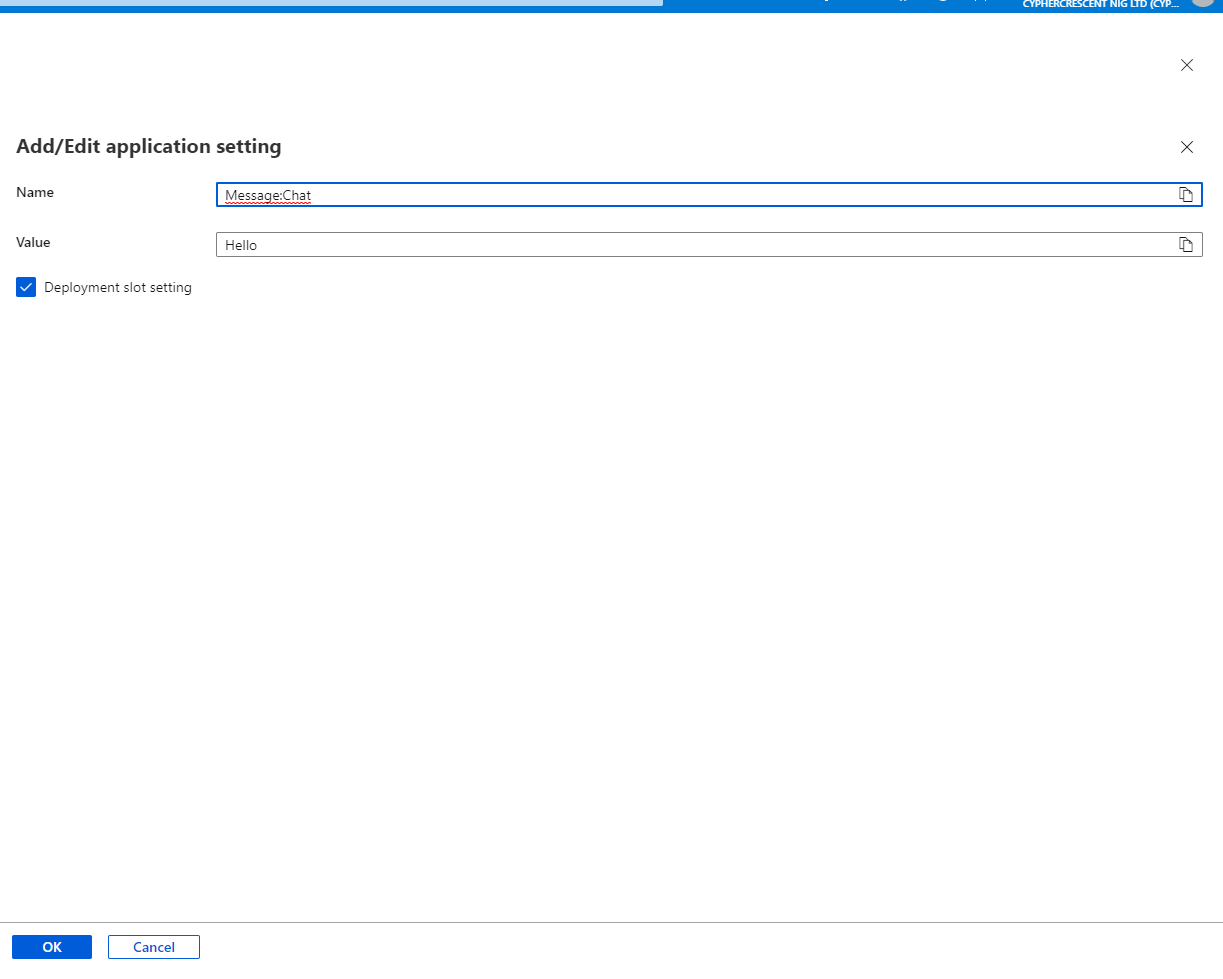 CYPHERCRESCENT NIG LTD (CYP...
Add/Edit application setting
Name
Message:Chat
Value
Hello
Deployment slot setting
OK
Cancel